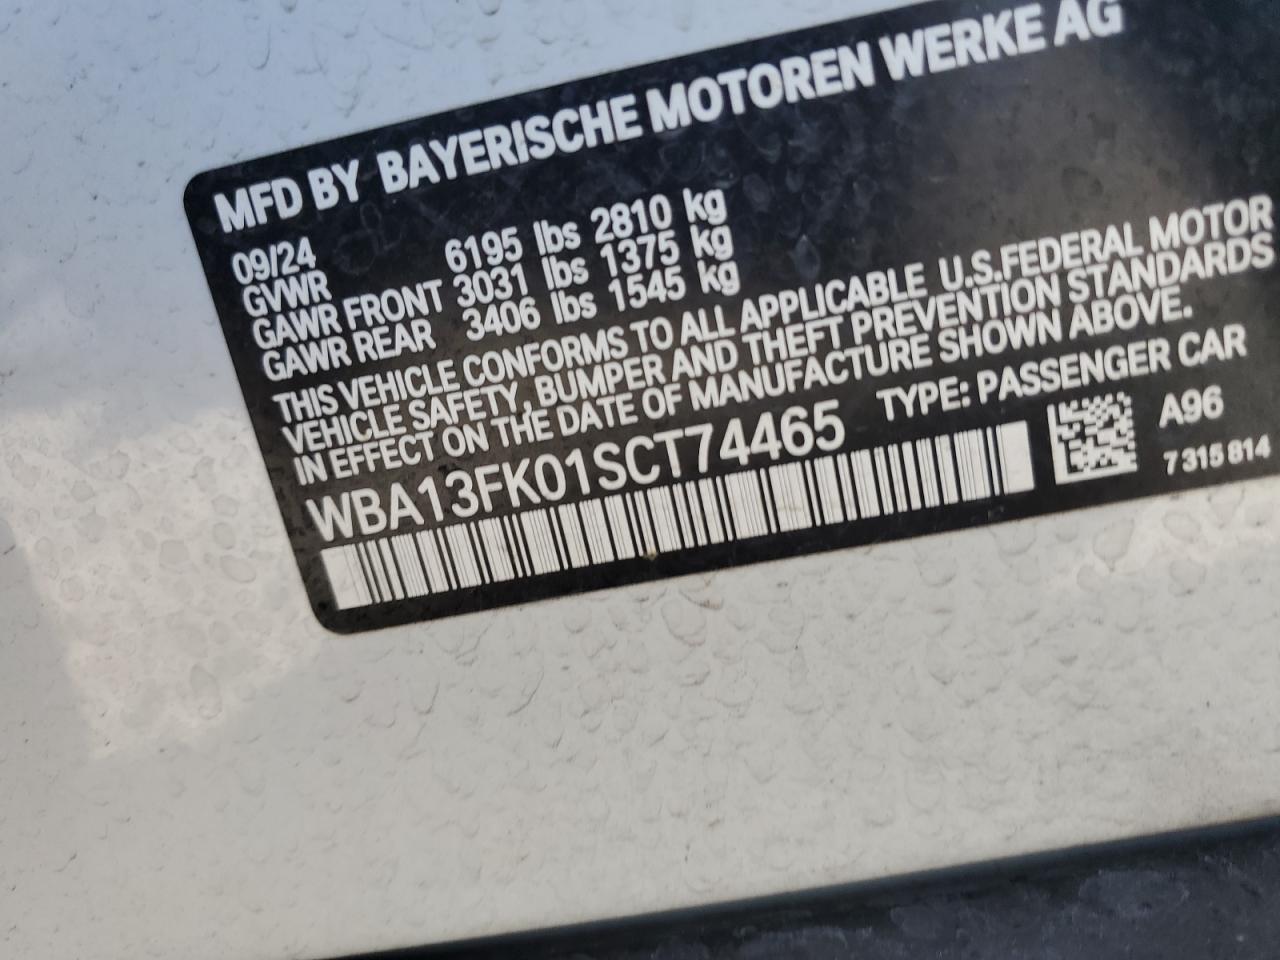 MFD BY BAYERISCHE MOTOREN WERKE AG
09/24
GVWR 6195 lbs 2810 kg
GAWR FRONT 3031 lbs 1375 kg
GAWR REAR 3406 lbs 1545 kg
THIS VEHICLE CONFORMS TO ALL APPLICABLE U.S.FEDERAL MOTOR
VEHICLE SAFETY, BUMPER AND THEFT PREVENTION STANDARDS
IN EFFECT ON THE DATE OF MANUFACTURE SHOWN ABOVE.
WBA13FK01SCT74465 TYPE: PASSENGER CAR
A96
7 315 814